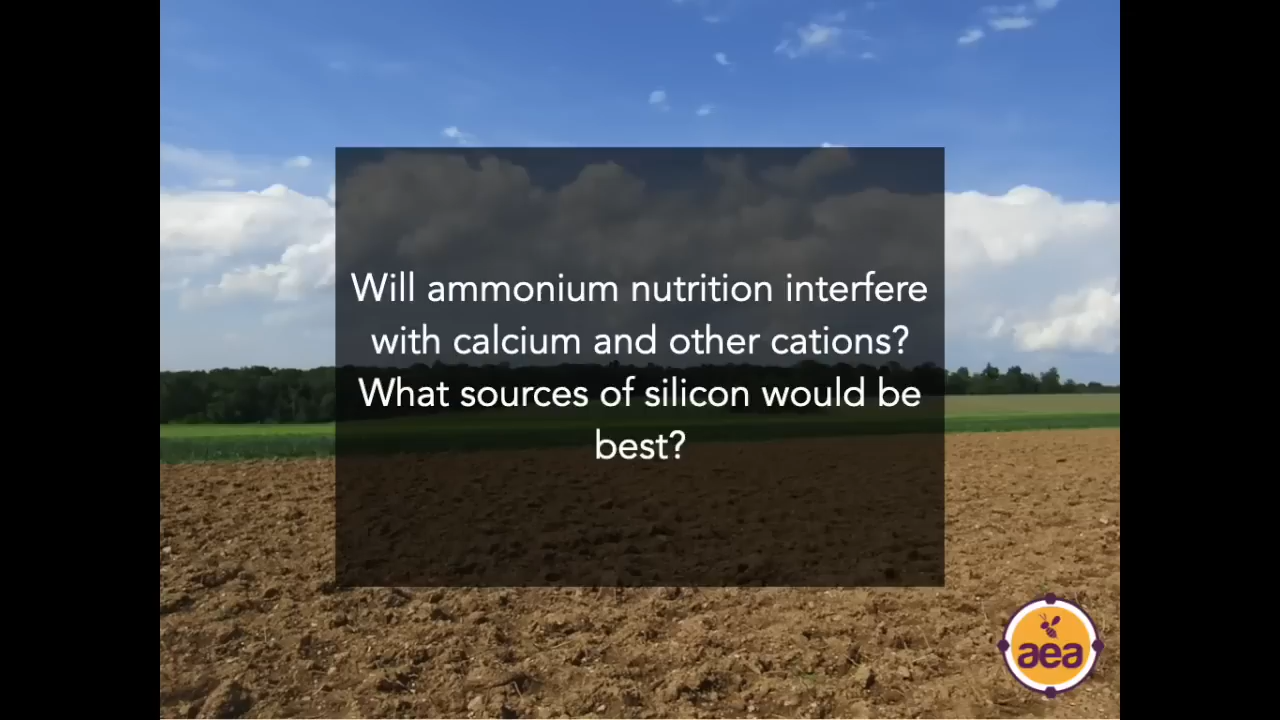 Will ammonium nutrition interfere
with calcium and other cations?
What sources of silicon would be
best?
aea